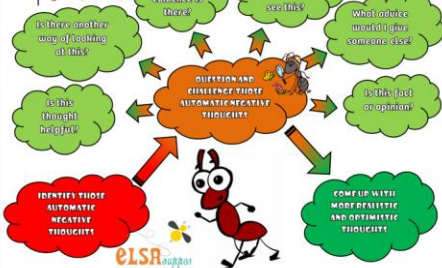 there?
see this?
Is there another
way of looking
at this?
What advice
would I give
someone else?
QUESTION AND
CHALLENGE THOSE
AUTOMATIC NEGATIVE
THOUGHTS
Is this
thought
helpful?
Is this fact
or opinion?
IDENTIFY THOSE
AUTOMATIC
NEGATIVE
THOUGHTS
COME UP WITH
MORE REALISTIC
AND OPTIMISTIC
THOUGHTS
ELSA support